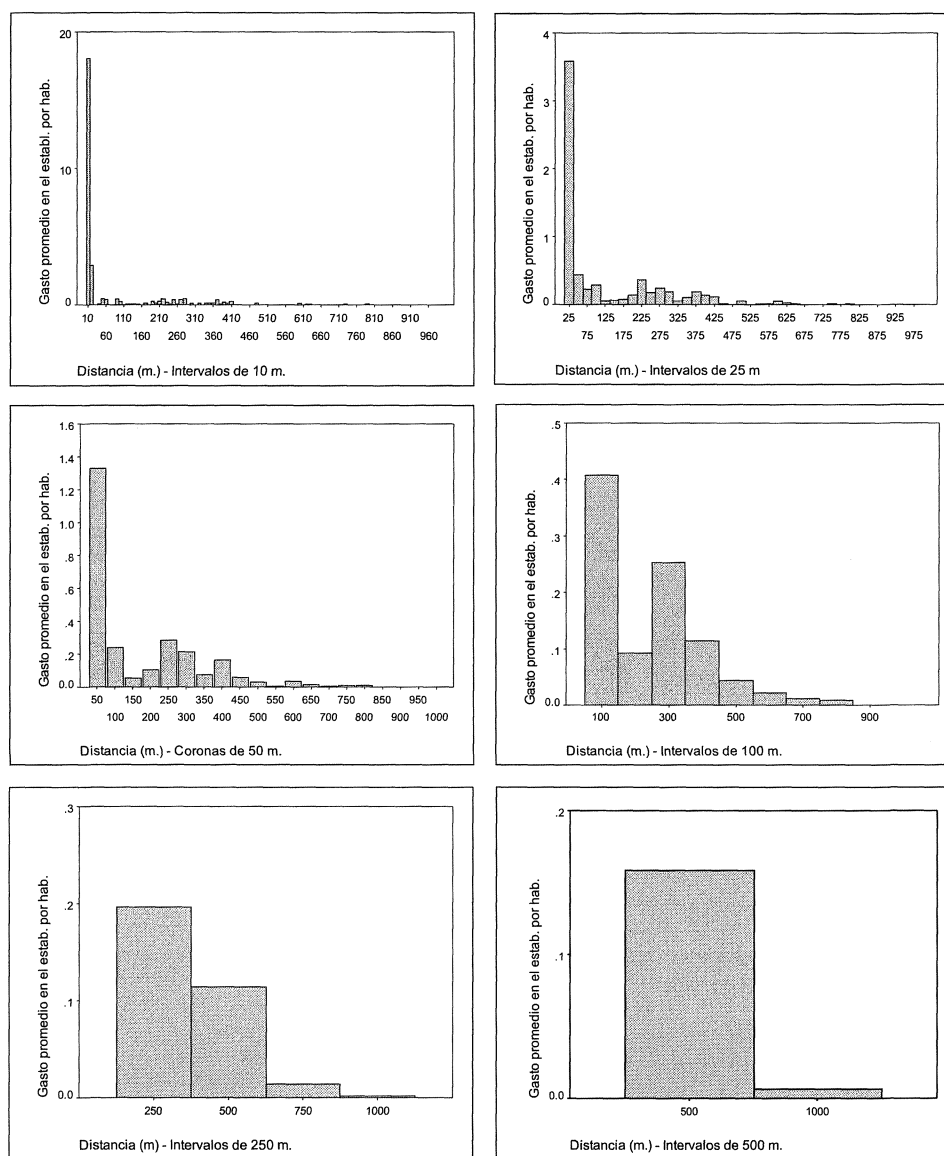 Gasto promedio en el establ. por hab.
20
10
0
10 110 210 310 410 510 610 710 810 910
60 160 260 360 460 560 660 760 860 960
Distancia (m.) - Intervalos de 10 m.
Gasto promedio en el estab. por hab.
4
3
2
1
0
25 125 225 325 425 525 625 725 825 925
75 175 275 375 475 575 675 775 875 975
Distancia (m.) - Intervalos de 25 m
Gasto promedio en el estab. por hab.
1.6
1.4
1.2
1.0
.8
.6
.4
.2
0.0
50 150 250 350 450 550 650 750 850 950
100 200 300 400 500 600 700 800 900 1000
Distancia (m.) - Coronas de 50 m.
Gasto promedio en el estab. por hab.
.5
.4
.3
.2
0.1
0.0
100 300 500 700 900
Distancia (m.) - Intervalos de 100 m.
Gasto promedio en el estab. por hab.
.3
.2
.1
0.0
250 500 750 1000
Distancia (m) - Intervalos de 250 m.
Gasto promedio en el estab. por hab.
.2
.1
0.0
500 1000
Distancia (m.) - Intervalos de 500 m.